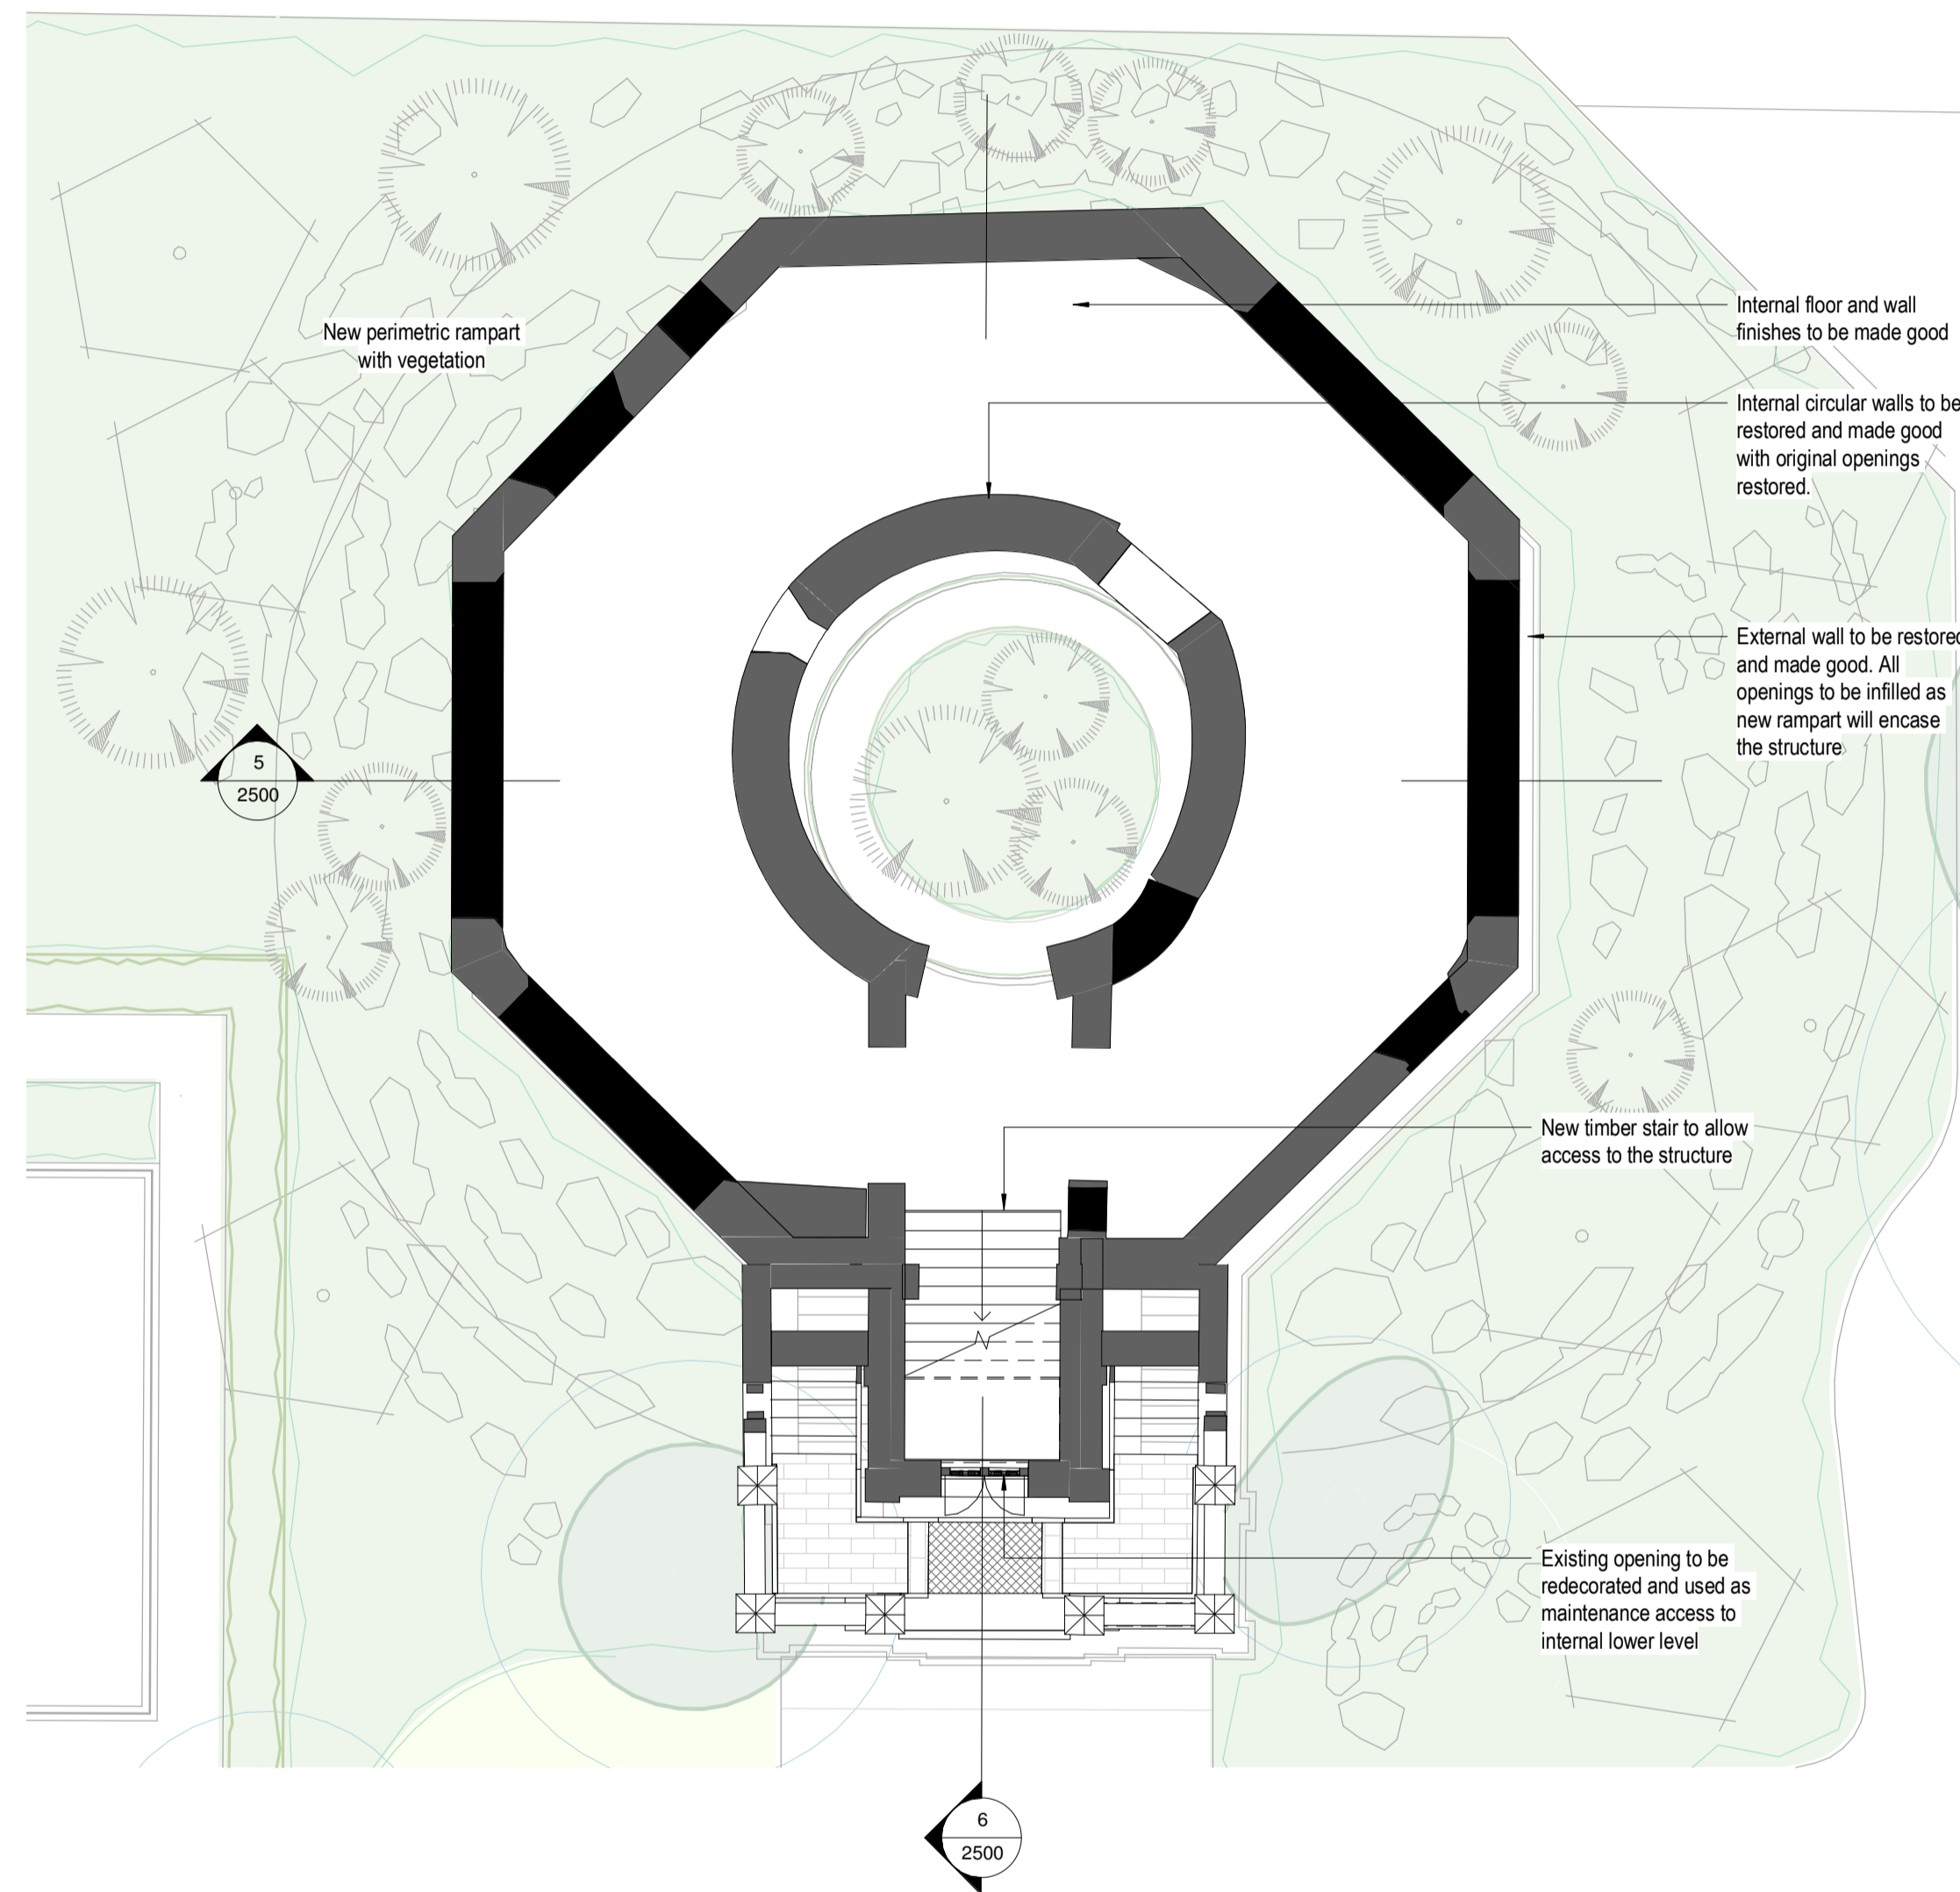 New perimetric rampart
with vegetation
Internal floor and wall
finishes to be made good
Internal circular walls to be
restored and made good
with original openings
restored.
External wall to be restored
and made good. All
openings to be infilled as
new rampart will encase
the structure
5
2500
New timber stair to allow
access to the structure
Existing opening to be
redecorated and used as
maintenance access to
internal lower level
6
2500